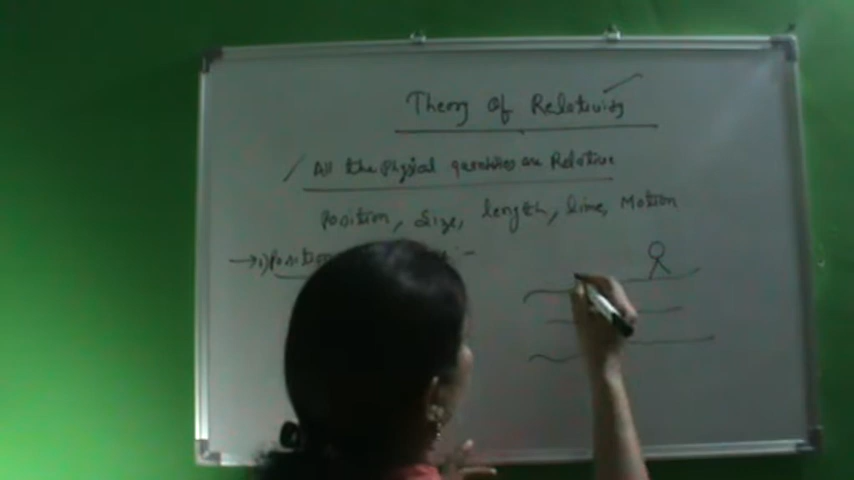 Theory of Relativity
All the physical quantities are Relative
Position, Size, length, time, Motion
→ i) Position